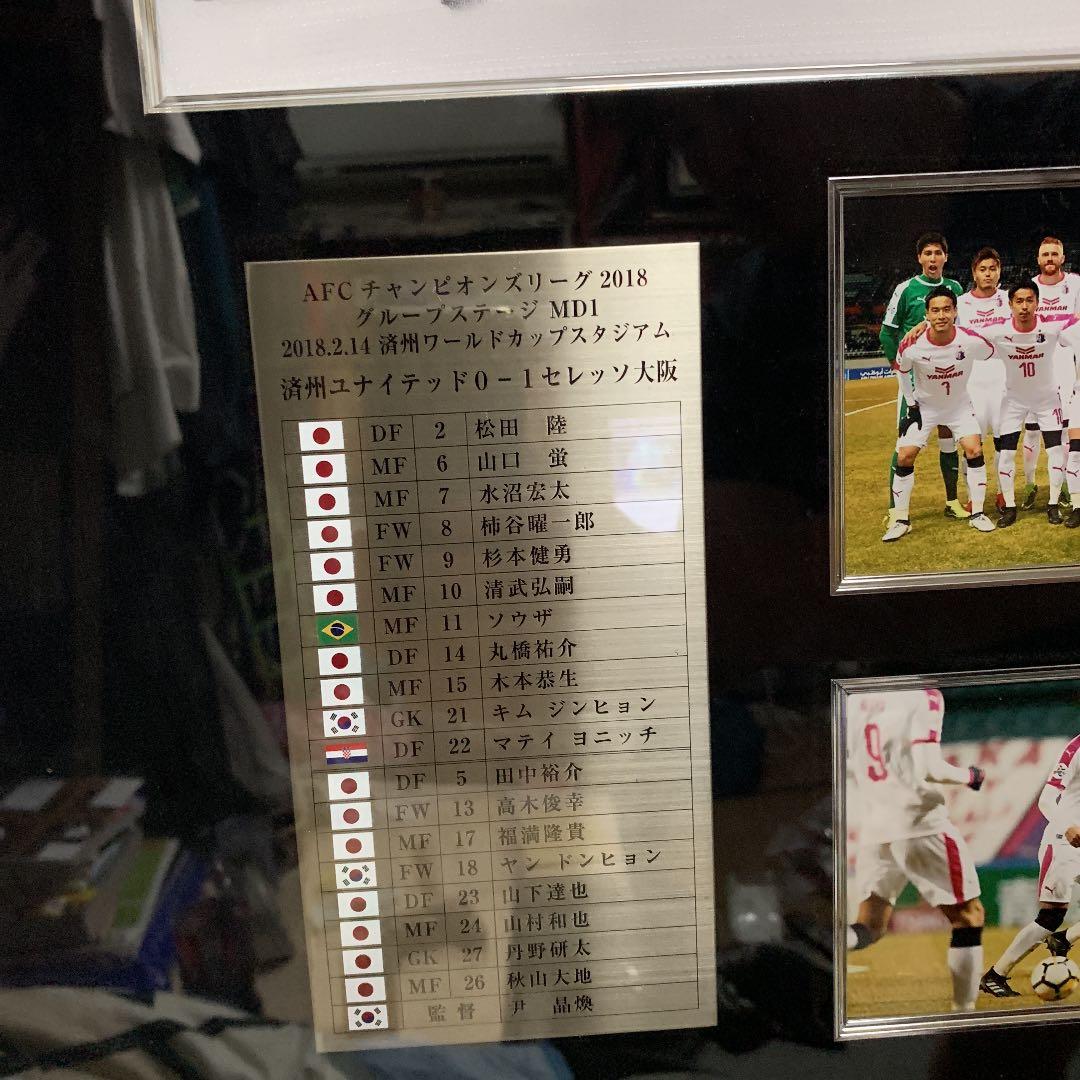 AFC チャンピオンズリーグ 2018
グループステージ MD1
2018.2.14 済州ワールドカップスタジアム
済州ユナイテッド0-1セレッソ大阪
DF 2 松田 陸
MF 6 山口 蛍
MF 7 水沼宏太
FW 8 柿谷曜一郎
FW 9 杉本健勇
MF 10 清武弘嗣
MF 11 ソウザ
DF 14 丸橋祐介
MF 15 木本恭生
GK 21 キム ジンヒョン
DF 22 マテイ ヨニッチ
DF 5 田中裕介
FW 13 高木俊幸
MF 17 福満隆貴
FW 18 ヤン ドンヒョン
DF 23 山下達也
MF 24 山村和也
GK 27 丹野研太
MF 26 秋山大地
監督 尹 晶煥
YANMAR
YANMAR
YANMAR
7
YANMAR
10
9